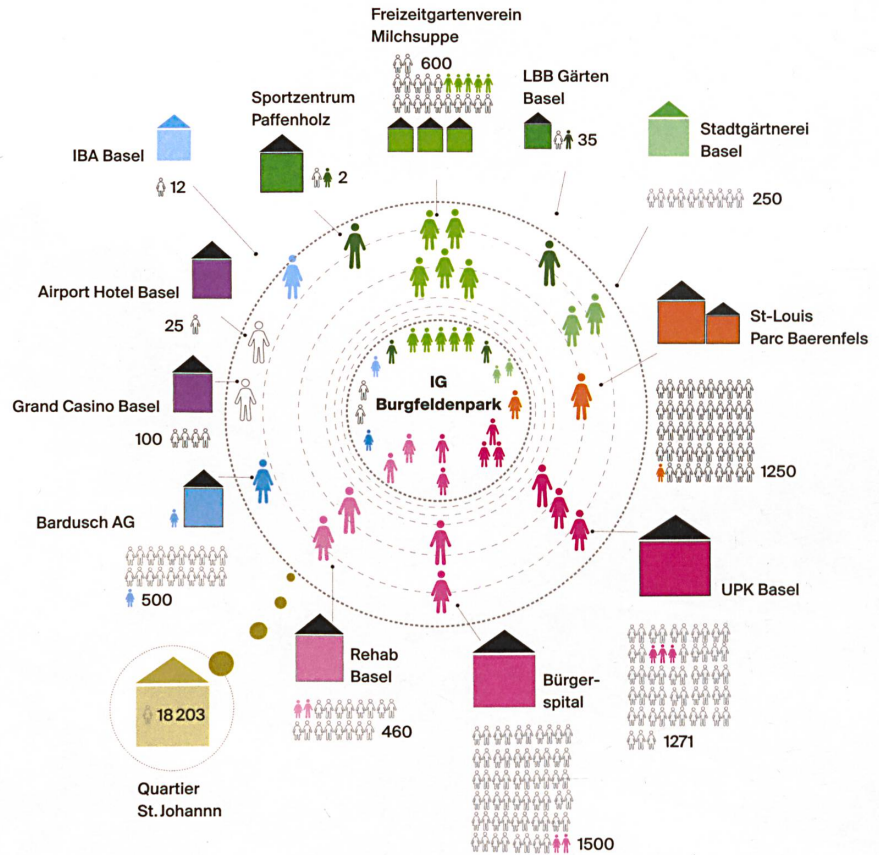 Freizeitgartenverein
Milchsuppe
600
LBB Gärten
Basel
35
Sportzentrum
Paffenholz
2
Stadtgärtnerei
Basel
250
IBA Basel
12
Airport Hotel Basel
25
St-Louis
Parc Baerenfels
1250
Grand Casino Basel
100
IG
Burgfeldenpark
Bardusch AG
500
UPK Basel
1271
Rehab
Basel
460
Bürger-
spital
1500
18 203
Quartier
St. Johannn